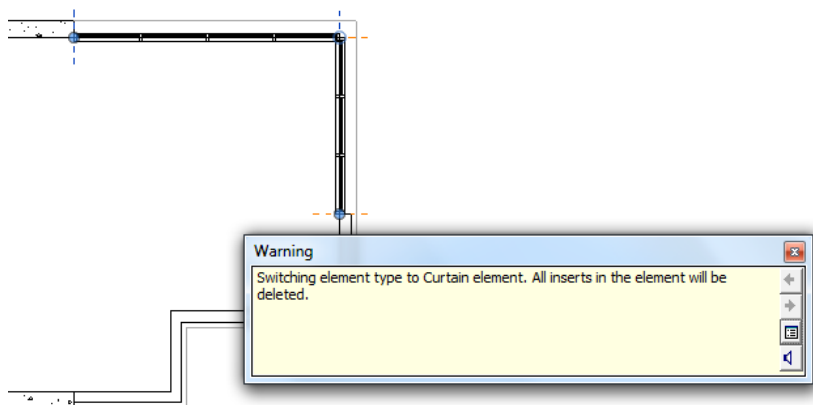 Warning
Switching element type to Curtain element. All inserts in the element will be
deleted.